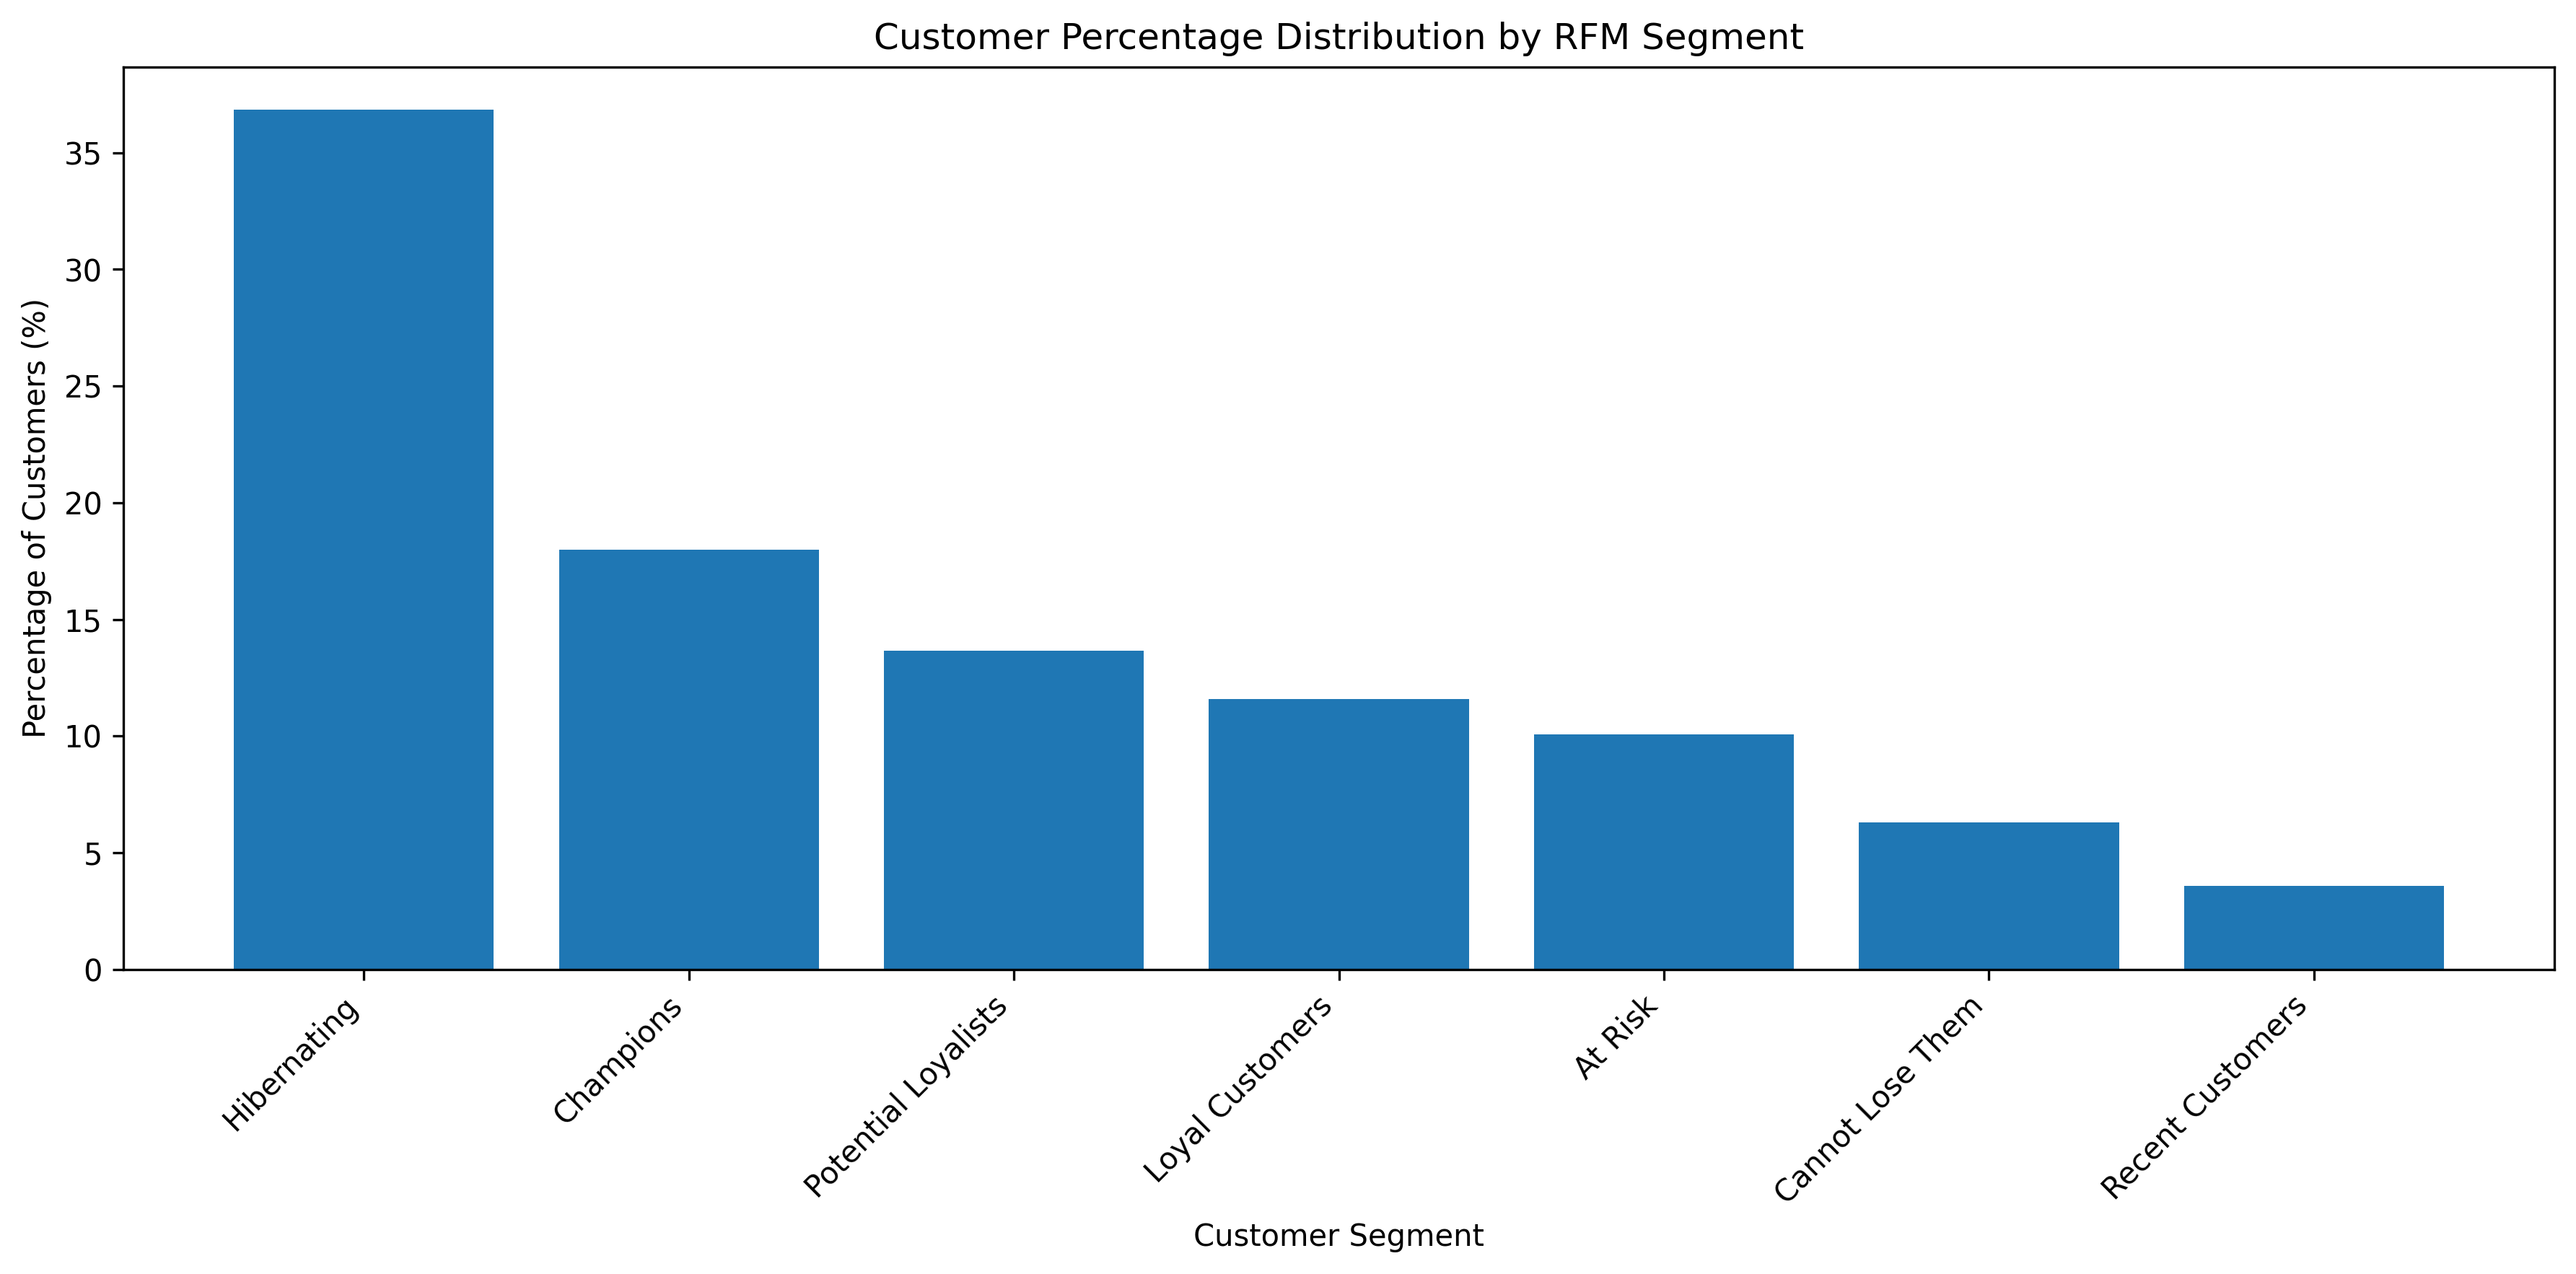 Customer Percentage Distribution by RFM Segment
Percentage of Customers (%)
35
30
25
20
15
10
5
0
Hibernating
Champions
Potential Loyalists
Loyal Customers
At Risk
Cannot Lose Them
Recent Customers
Customer Segment